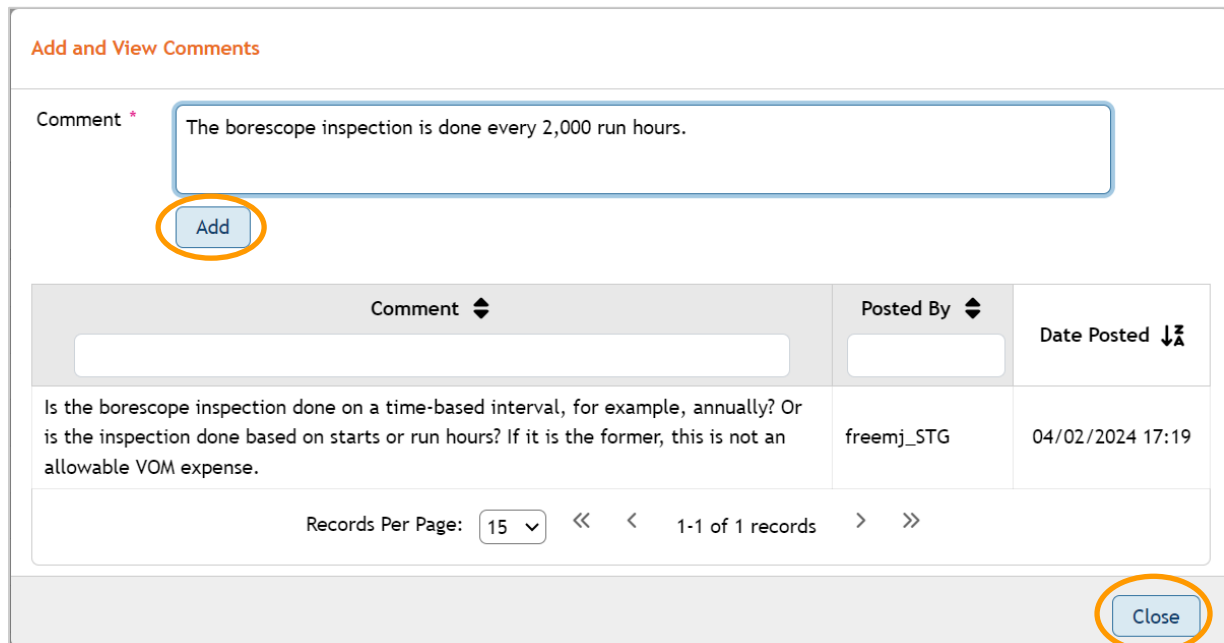 Add and View Comments
Comment *
The borescope inspection is done every 2,000 run hours.
Add
Comment
Posted By
Date Posted
Is the borescope inspection done on a time-based interval, for example, annually? Or
is the inspection done based on starts or run hours? If it is the former, this is not an
allowable VOM expense.
freemj_STG
04/02/2024 17:19
Records Per Page: 15 « < 1-1 of 1 records > »
Close